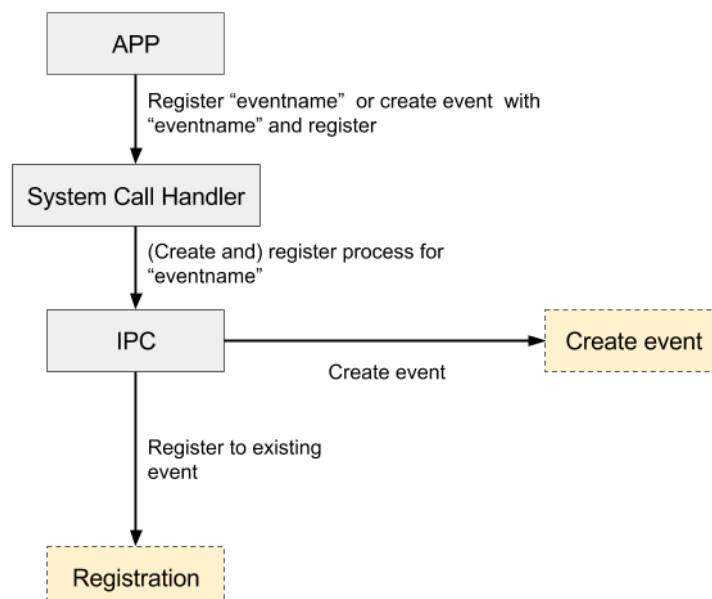 APP
Register “eventname” or create event with
“eventname” and register
System Call Handler
(Create and) register process for
“eventname”
IPC
Create event
Create event
Register to existing
event
Registration